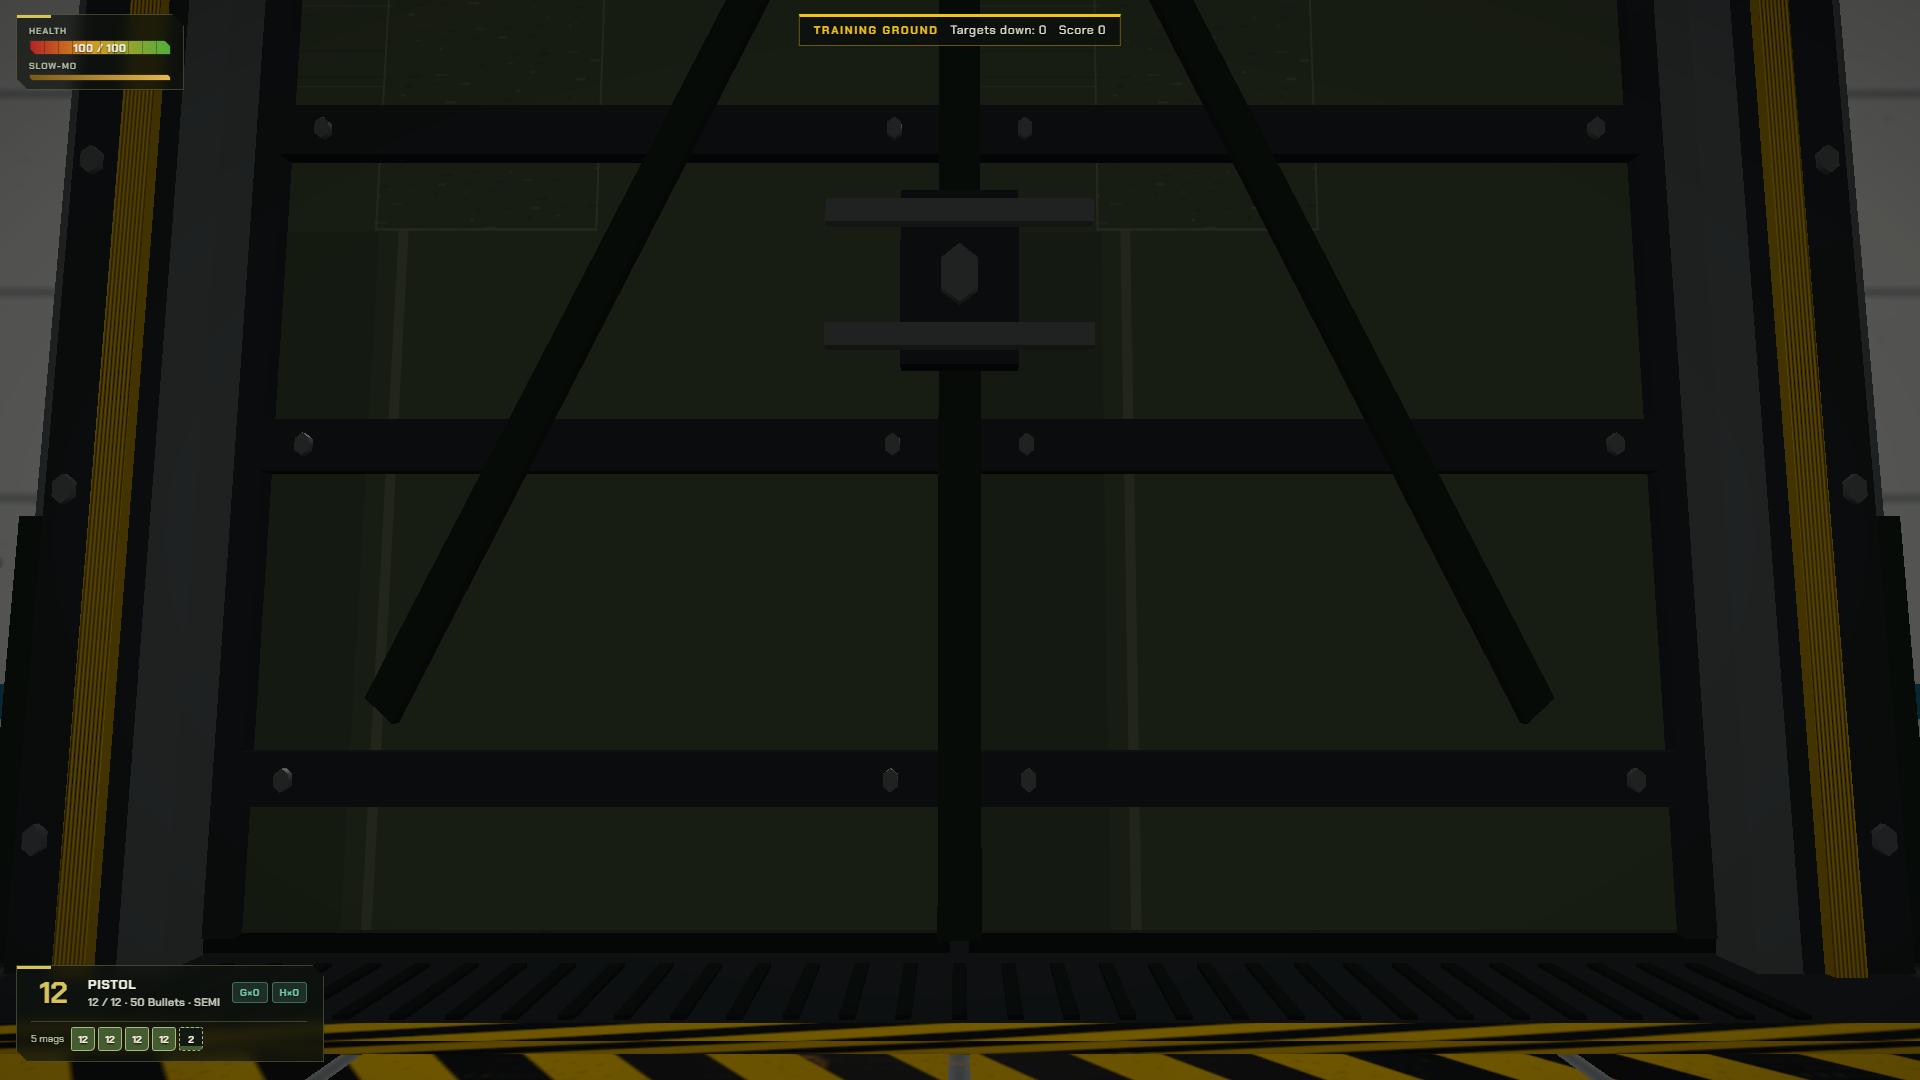 HEALTH
100 / 100
SLOW-MO
TRAINING GROUND Targets down: 0 Score 0
12 PISTOL
12 / 12 · 50 Bullets · SEMI
G×0 H×0
5 mags 12 12 12 12 2